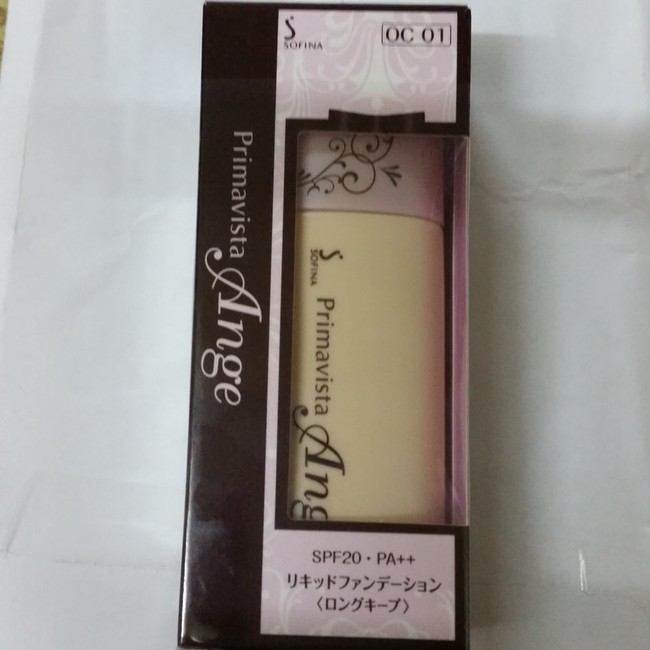 SOFINA
OC 01
Primavista
Ange
SOFINA
Primavista
Ang
SPF20・PA++
リキッドファンデーション
〈ロングキープ〉